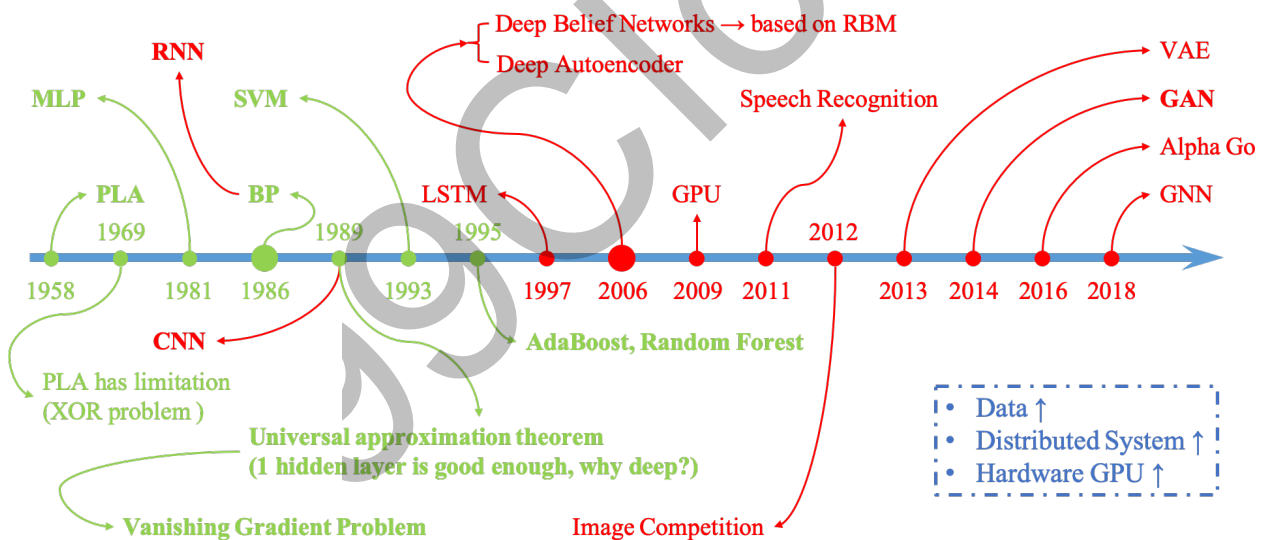 Deep Belief Networks → based on RBM
Deep Autoencoder
RNN
VAE
MLP
SVM
Speech Recognition
GAN
Alpha Go
PLA
BP
LSTM
GPU
GNN
1969
1989
1995
2012
1958
1981
1986
1993
1997
2006
2009
2011
2013
2014
2016
2018
CNN
AdaBoost, Random Forest
PLA has limitation
(XOR problem )
• Data ↑
• Distributed System ↑
• Hardware GPU ↑
Universal approximation theorem
(1 hidden layer is good enough, why deep?)
Vanishing Gradient Problem
Image Competition